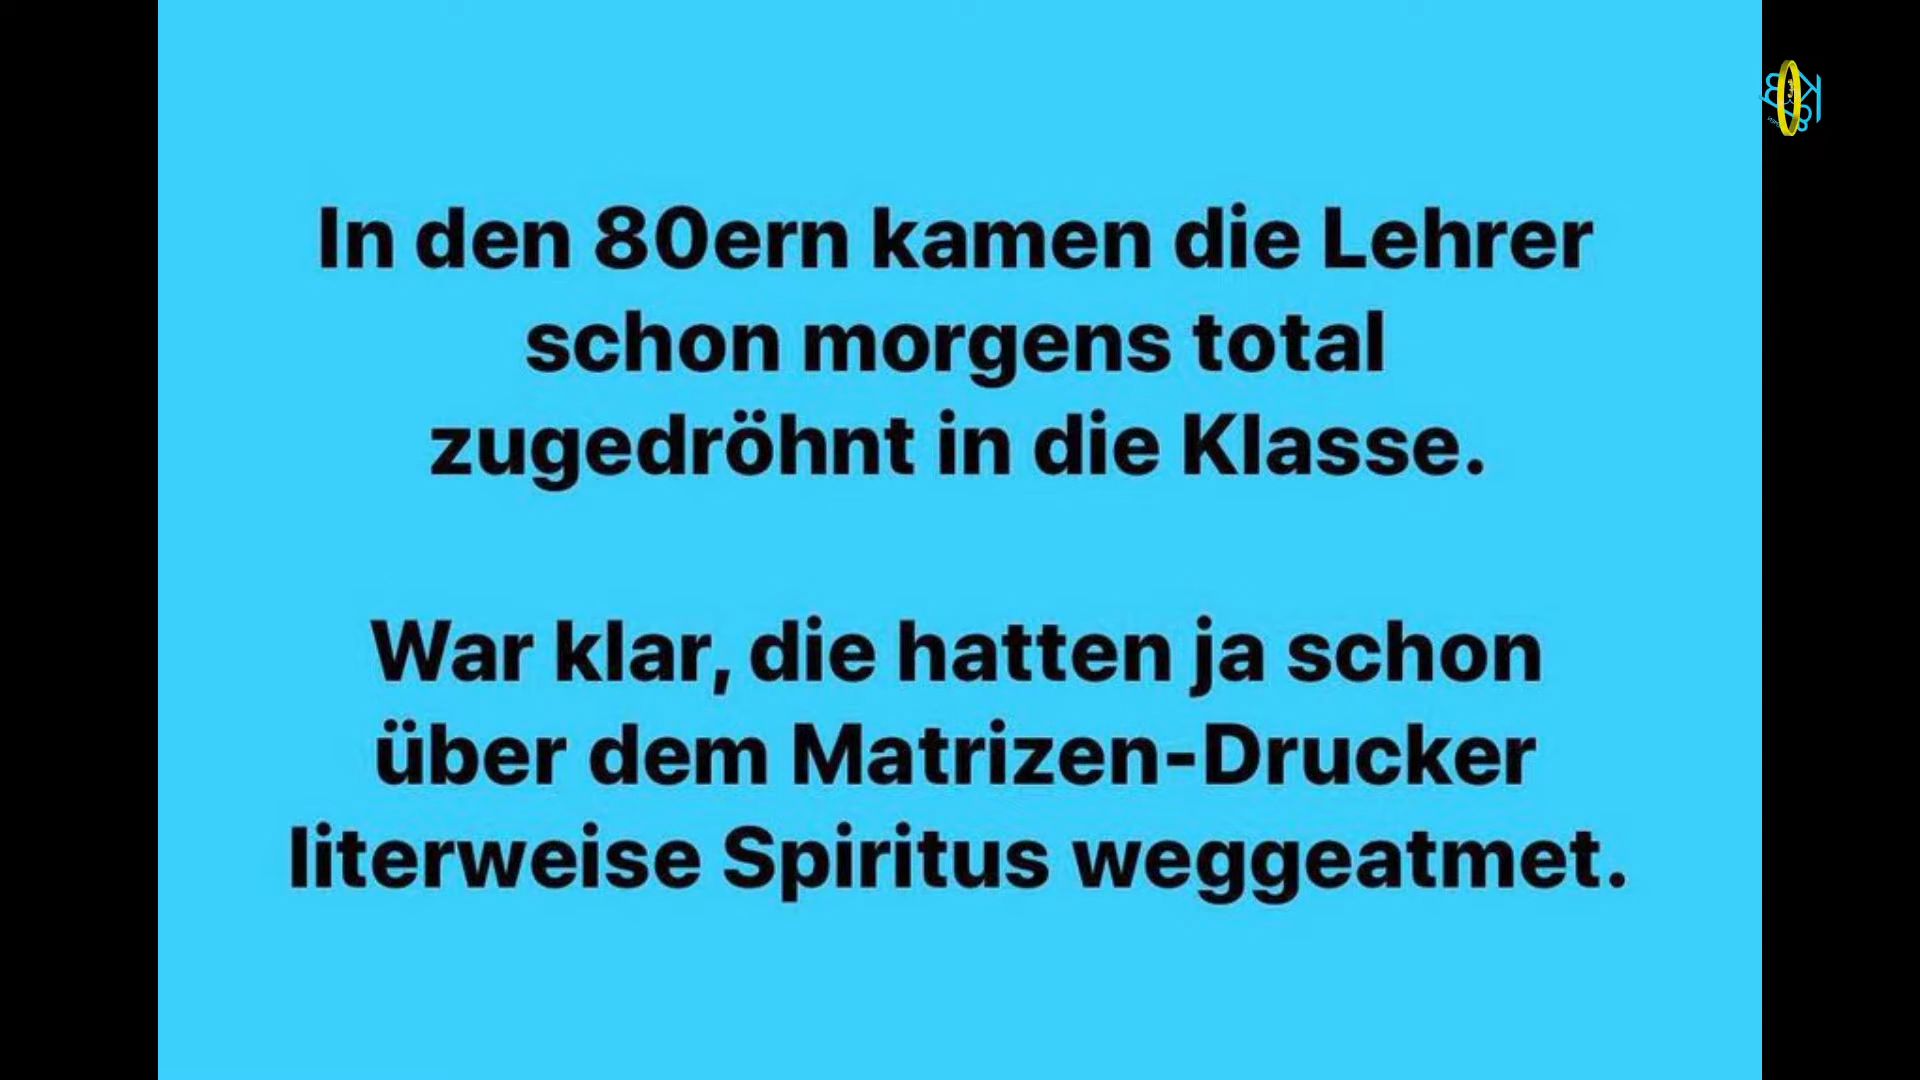 In den 80ern kamen die Lehrer
schon morgens total
zugedröhnt in die Klasse.
War klar, die hatten ja schon
über dem Matrizen-Drucker
literweise Spiritus weggeatmet.